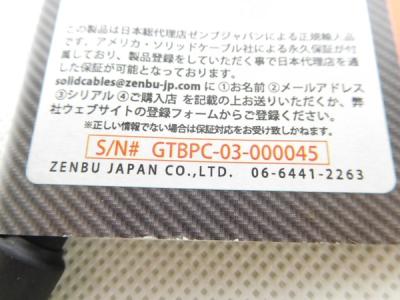 この製品は日本総代理店ゼンブジャパンによる正規輸入品
です。アメリカ・ソリッドケーブル社による永久保証が付
属しており、製品登録をしていただく事で日本代理店を通
した保証が可能となっております。
solidcables@zenbu-jp.com に ①お名前 ②メールアドレス
③シリアル ④ご購入店 を記載の上お送りいただくか、弊
社ウェブサイトの登録フォームからご登録ください。
※正しい情報でない場合は保証対応をお受け致しかねます。
S/N# GTBPC-03-000045
ZENBU JAPAN CO.,LTD. 06-6441-2263